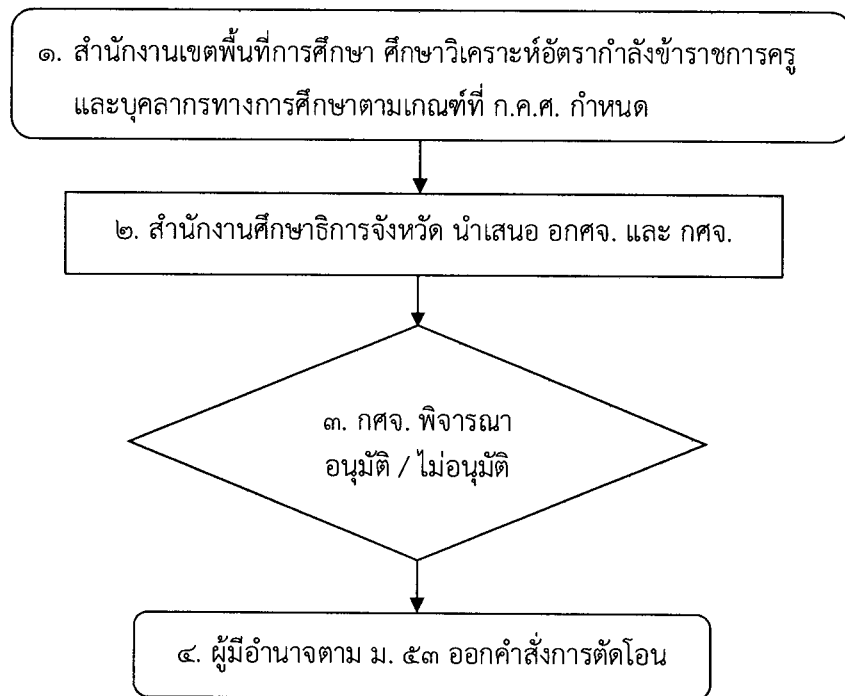 ๑. สำนักงานเขตพื้นที่การศึกษา ศึกษาวิเคราะห์อัตรากำลังข้าราชการครู
และบุคลากรทางการศึกษาตามเกณฑ์ที่ ก.ค.ศ. กำหนด
๒. สำนักงานศึกษาธิการจังหวัด นำเสนอ อกศจ. และ กศจ.
๓. กศจ. พิจารณา
อนุมัติ / ไม่อนุมัติ
๔. ผู้มีอำนาจตาม ม. ๕๓ ออกคำสั่งการตัดโอน